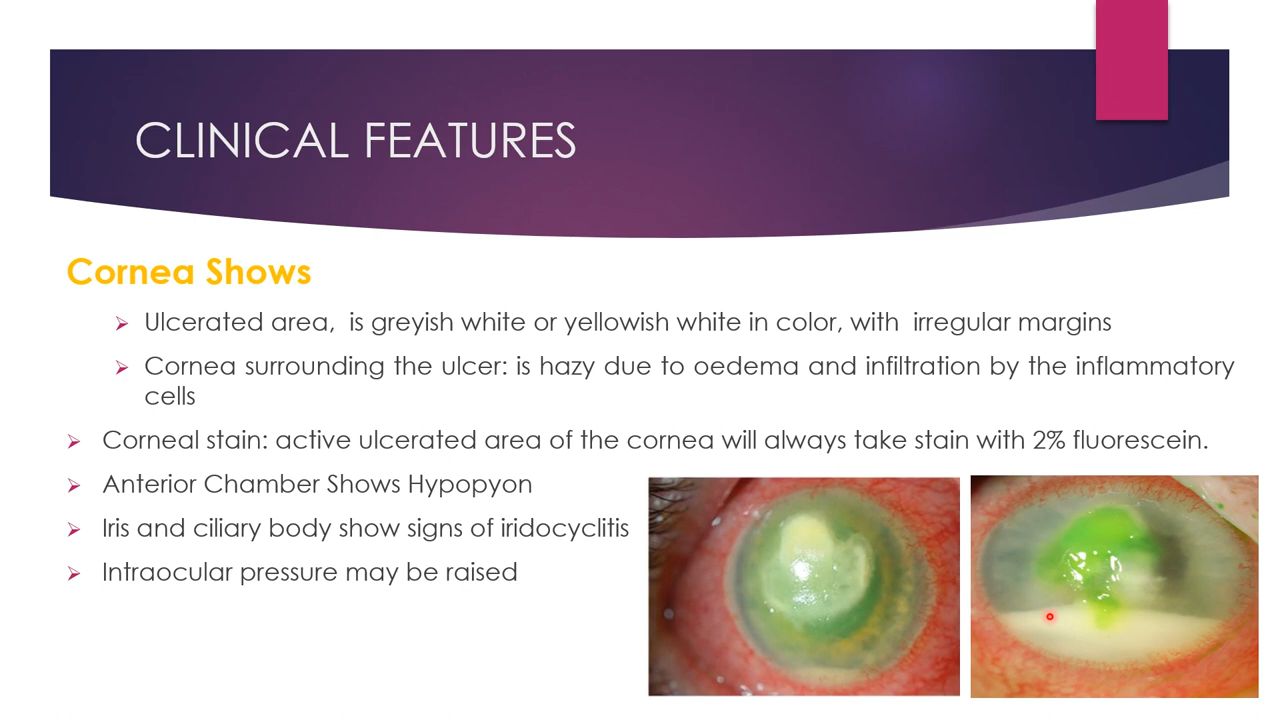 CLINICAL FEATURES
Cornea Shows
Ulcerated area, is greyish white or yellowish white in color, with irregular margins
Cornea surrounding the ulcer: is hazy due to oedema and infiltration by the inflammatory
cells
Corneal stain: active ulcerated area of the cornea will always take stain with 2% fluorescein.
Anterior Chamber Shows Hypopyon
Iris and ciliary body show signs of iridocyclitis
Intraocular pressure may be raised